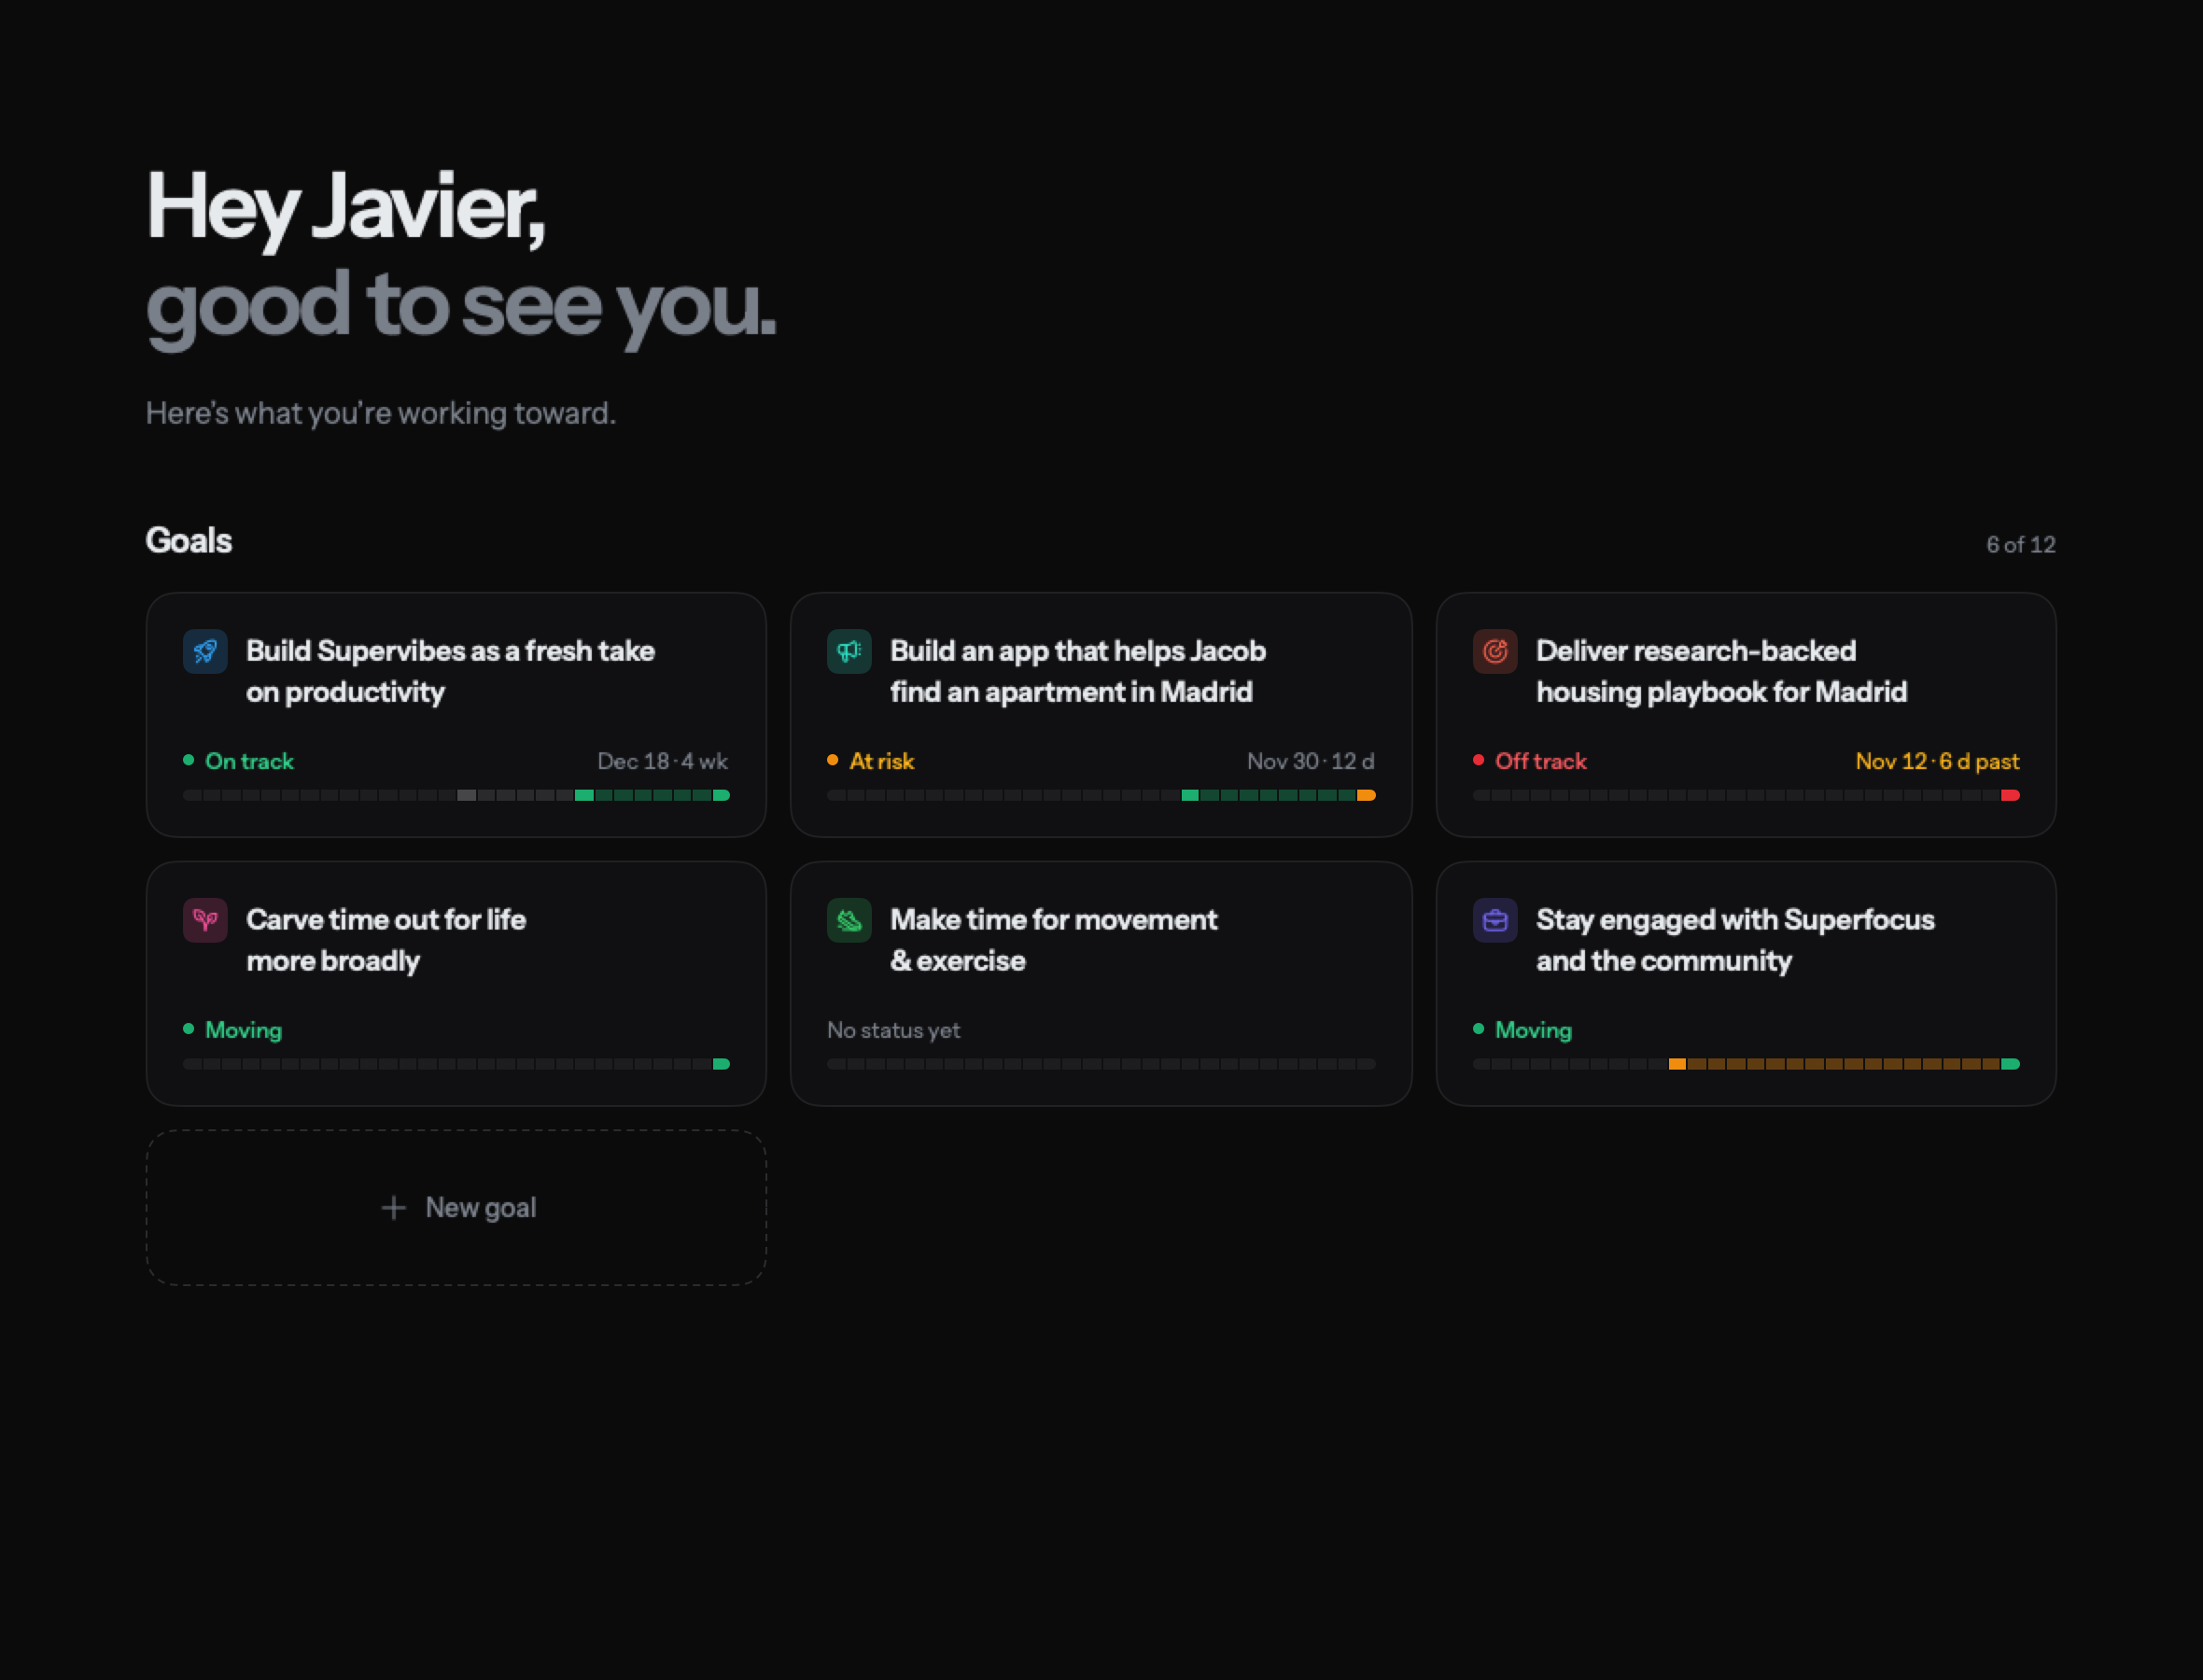 Hey Javier,
good to see you.
Here’s what you’re working toward.
Goals
6 of 12
Build Supervibes as a fresh take
on productivity
On track
Dec 18 · 4 wk
Build an app that helps Jacob
find an apartment in Madrid
At risk
Nov 30 · 12 d
Deliver research-backed
housing playbook for Madrid
Off track
Nov 12 · 6 d past
Carve time out for life
more broadly
Moving
Make time for movement
& exercise
No status yet
Stay engaged with Superfocus
and the community
Moving
New goal